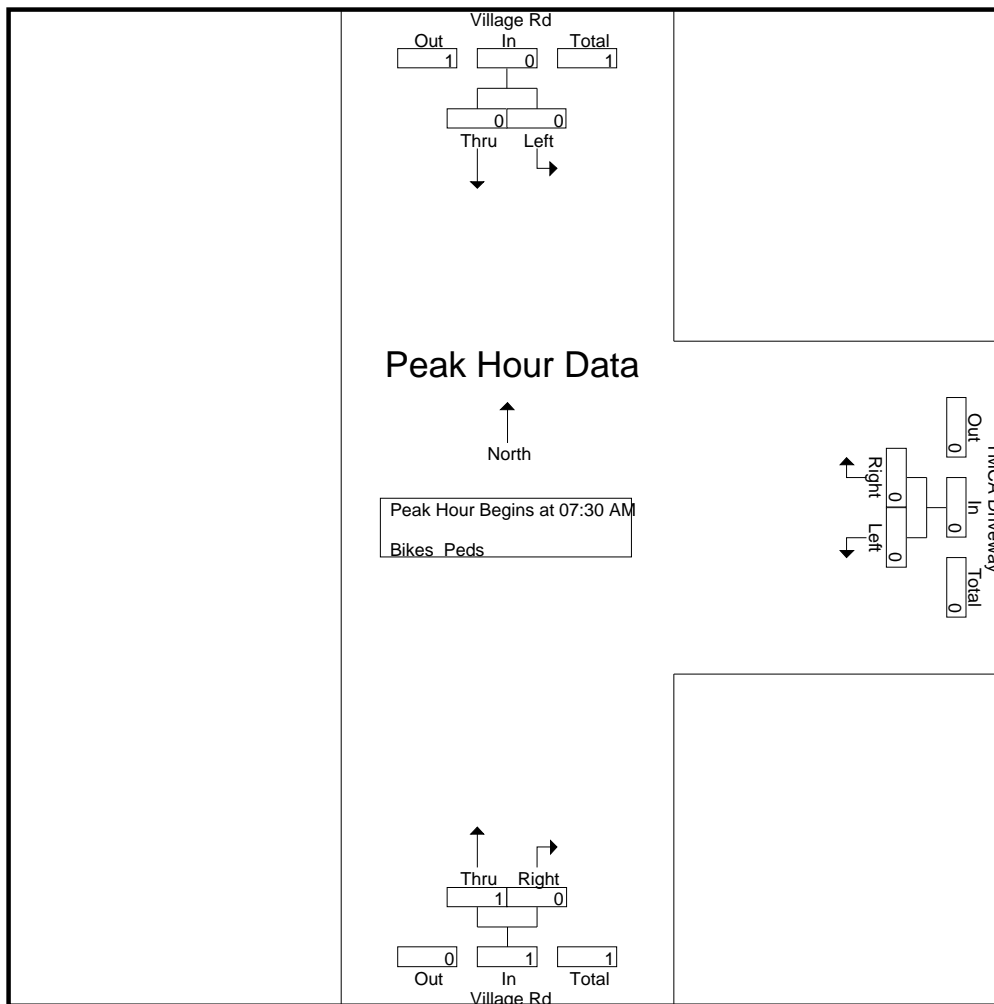 Village Rd
Out In Total
1 0 1
0 0
Thru Left
Peak Hour Data
North
Peak Hour Begins at 07:30 AM
Bikes Peds
Driveway
Out In Total
0 0 0
Right Left
0 0
Thru Right
1 0
0 1 1
Out In Total
Village Rd